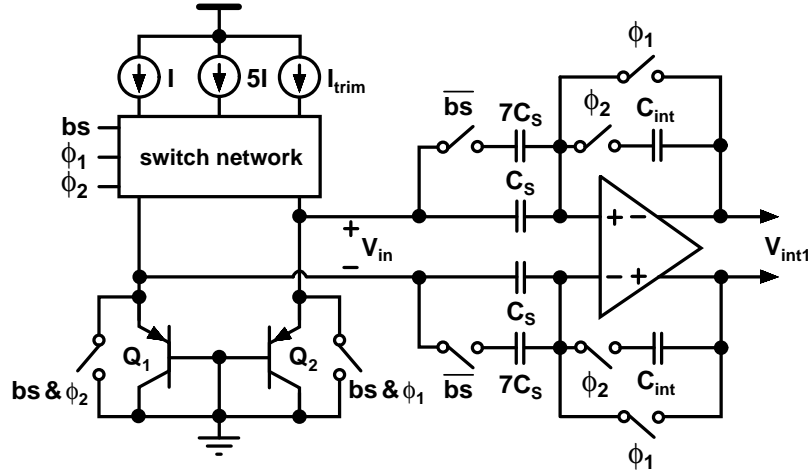 I
5I
I_trim
bs
ϕ1
ϕ2
switch network
ϕ1
bs
7C_S
ϕ2
C_int
C_S
+
−
V_in
+ −
− +
V_int1
C_S
Q1
Q2
bs & ϕ2
bs & ϕ1
bs
7C_S
ϕ2
C_int
ϕ1